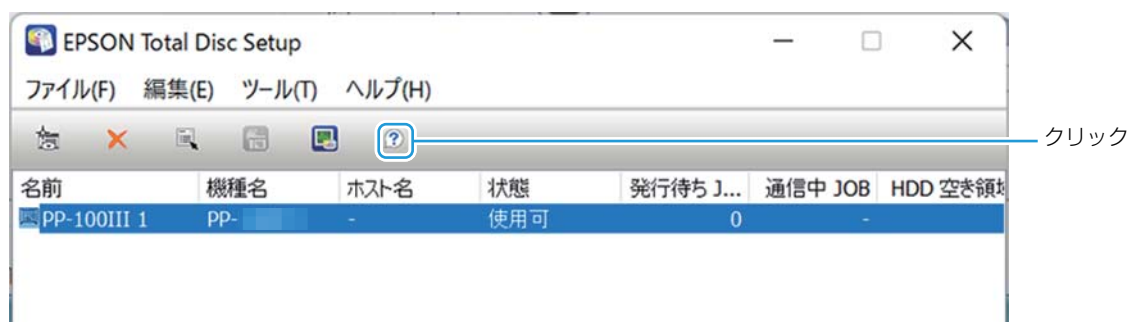 EPSON Total Disc Setup
ファイル(F) 編集(E) ツール(T) ヘルプ(H)
クリック
名前 機種名 ホスト名 状態 発行待ち J... 通信中 JOB HDD 空き領
PP-100III 1 PP- - 使用可 0 -